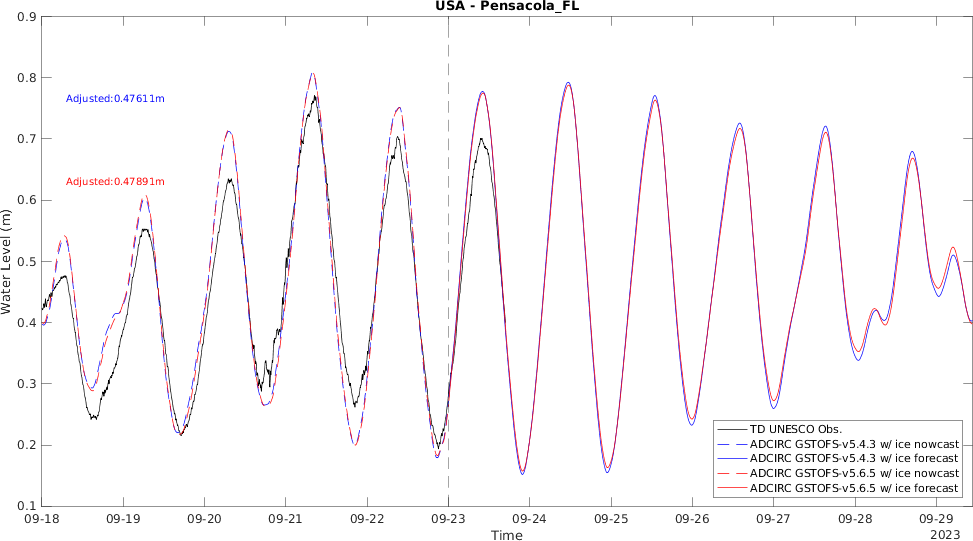 USA - Pensacola_FL
0.9
0.8
0.7
0.6
0.5
0.4
0.3
0.2
0.1
Water Level (m)
Adjusted:0.47611m
Adjusted:0.47891m
TD UNESCO Obs.
ADCIRC GSTOFS-v5.4.3 w/ ice nowcast
ADCIRC GSTOFS-v5.4.3 w/ ice forecast
ADCIRC GSTOFS-v5.6.5 w/ ice nowcast
ADCIRC GSTOFS-v5.6.5 w/ ice forecast
09-18 09-19 09-20 09-21 09-22 09-23 09-24 09-25 09-26 09-27 09-28 09-29
2023
Time